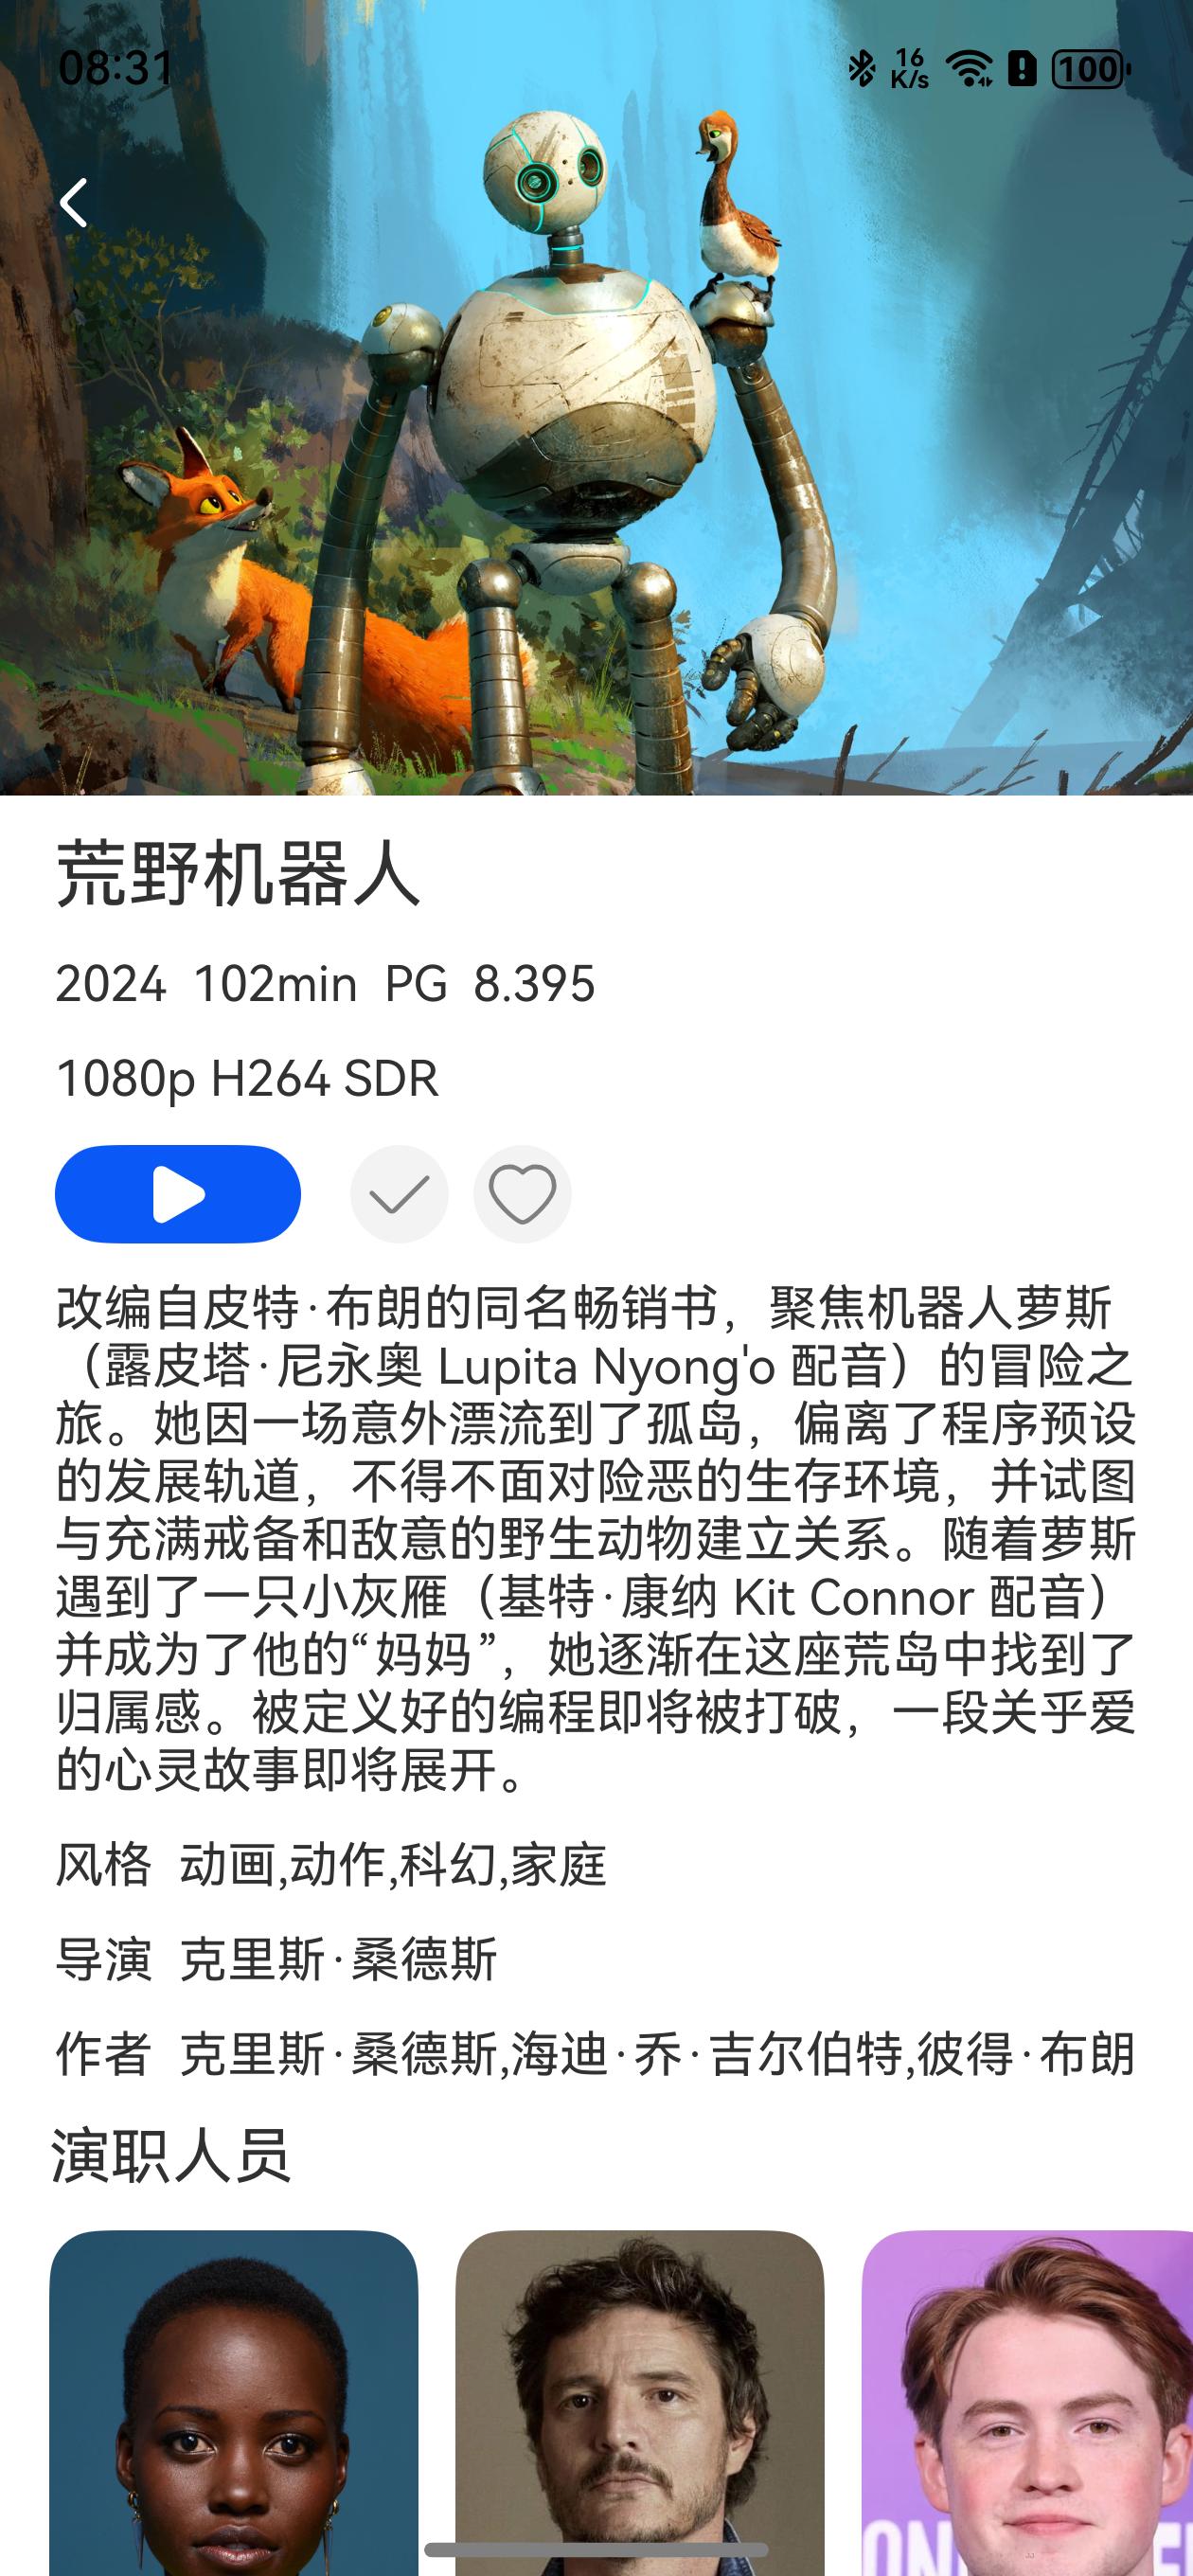 08:31
16
K/s
100
荒野机器人
2024 102min PG 8.395
1080p H264 SDR
改编自皮特·布朗的同名畅销书，聚焦机器人萝斯
（露皮塔·尼永奥 Lupita Nyong'o 配音）的冒险之
旅。她因一场意外漂流到了孤岛，偏离了程序预设
的发展轨道，不得不面对险恶的生存环境，并试图
与充满戒备和敌意的野生动物建立关系。随着萝斯
遇到了一只小灰雁（基特·康纳 Kit Connor 配音）
并成为了他的“妈妈”，她逐渐在这座荒岛中找到了
归属感。被定义好的编程即将被打破，一段关乎爱
的心灵故事即将展开。
风格 动画,动作,科幻,家庭
导演 克里斯·桑德斯
作者 克里斯·桑德斯,海迪·乔·吉尔伯特,彼得·布朗
演职人员